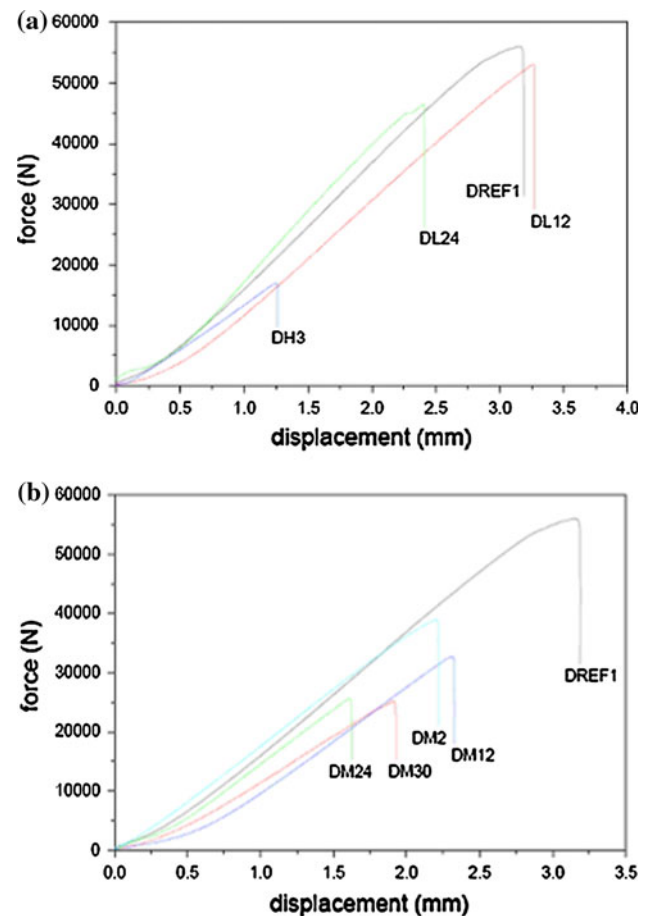 (a)
60000
50000
40000
30000
20000
10000
0
force (N)
DREF1
DL12
DL24
DH3
0.0 0.5 1.0 1.5 2.0 2.5 3.0 3.5 4.0
displacement (mm)
(b)
60000
50000
40000
30000
20000
10000
0
force (N)
DREF1
DM2
DM12
DM24
DM30
0.0 0.5 1.0 1.5 2.0 2.5 3.0 3.5
displacement (mm)